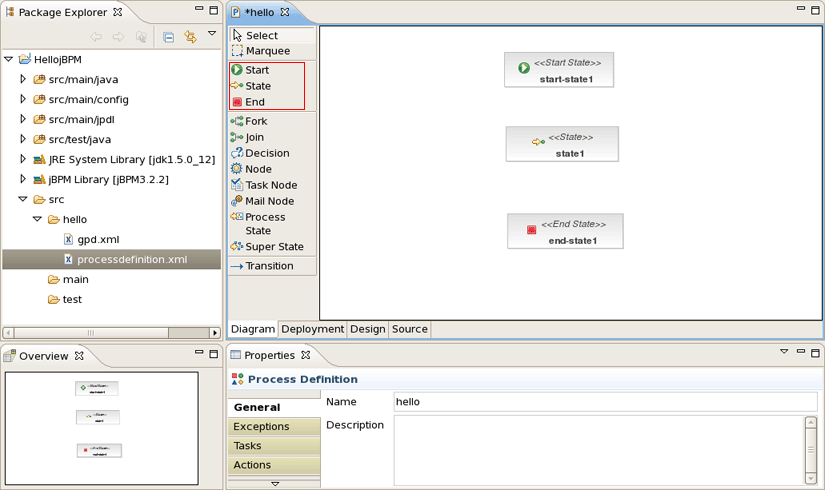 Package Explorer
HellojBPM
src/main/java
src/main/config
src/main/jpdl
src/test/java
JRE System Library [jdk1.5.0_12]
jBPM Library [jBPM3.2.2]
src
hello
gpd.xml
processdefinition.xml
main
test
*hello
Select
Marquee
Start
State
End
Fork
Join
Decision
Node
Task Node
Mail Node
Process
State
Super State
Transition
<<Start State>>
start-state1
<<State>>
state1
<<End State>>
end-state1
Diagram Deployment Design Source
Overview
Properties
Process Definition
General
Exceptions
Tasks
Actions
Name hello
Description